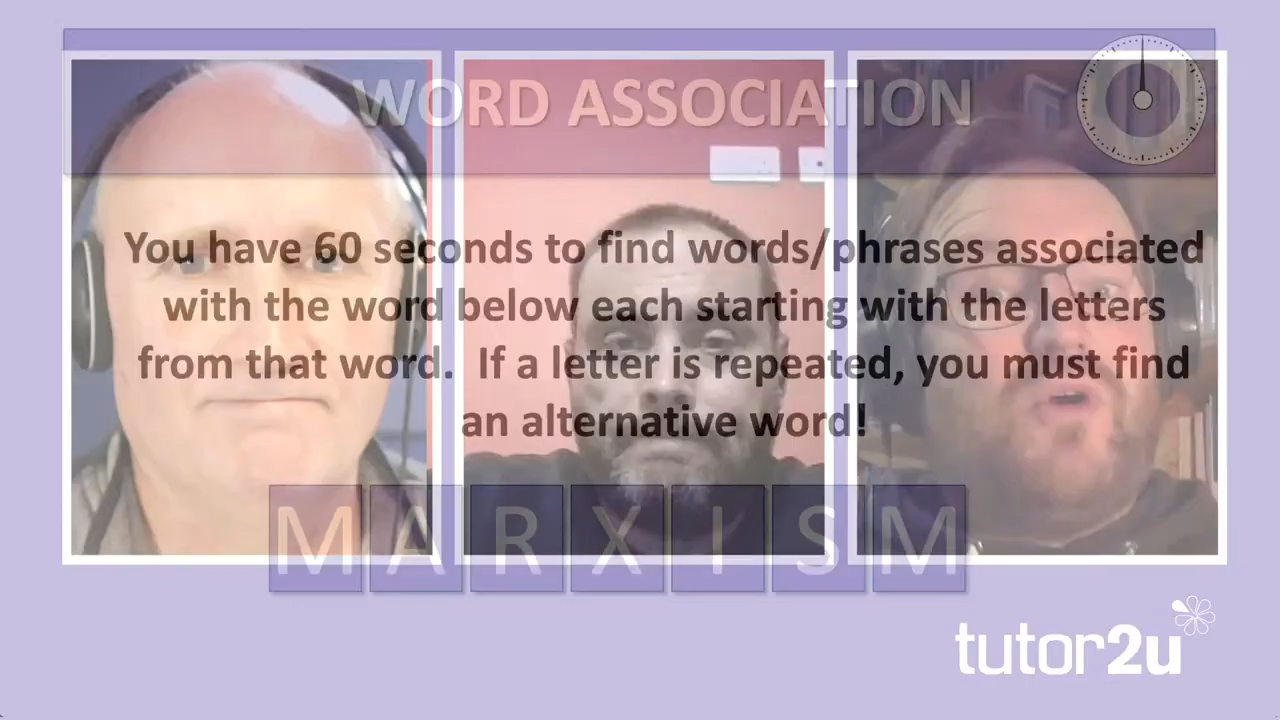 WORD ASSOCIATION
You have 60 seconds to find words/phrases associated
with the word below each starting with the letters
from that word. If a letter is repeated, you must find
an alternative word!
MARXISM
tutor2u